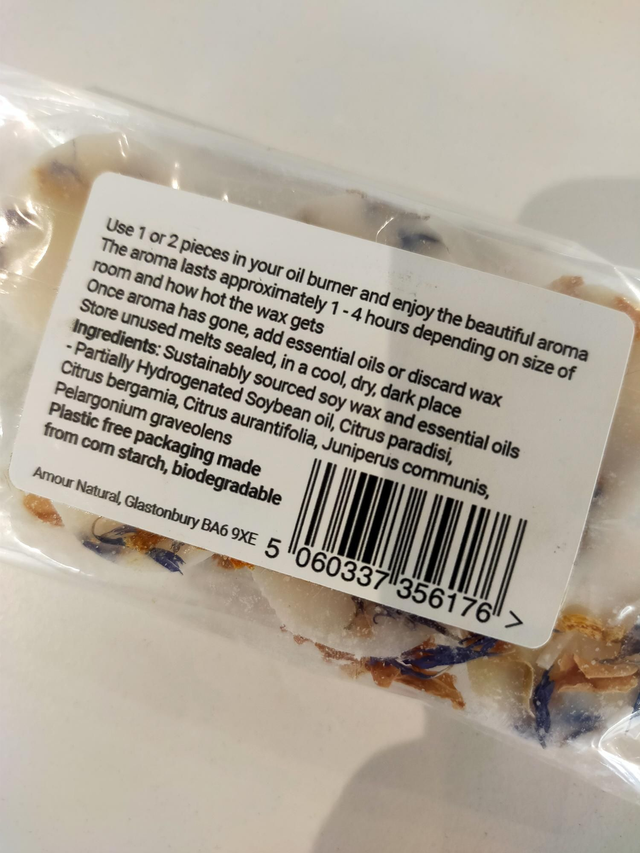 Use 1 or 2 pieces in your oil burner and enjoy the beautiful aroma
The aroma lasts approximately 1 - 4 hours depending on size of
room and how hot the wax gets
Once aroma has gone, add essential oils or discard wax
Store unused melts sealed, in a cool, dry, dark place
Ingredients: Sustainably sourced soy wax and essential oils
- Partially Hydrogenated Soybean oil, Citrus paradisi,
Citrus bergamia, Citrus aurantifolia, Juniperus communis,
Pelargonium graveolens
Plastic free packaging made
from corn starch, biodegradable
Amour Natural, Glastonbury BA6 9XE
5 060337 356176 >